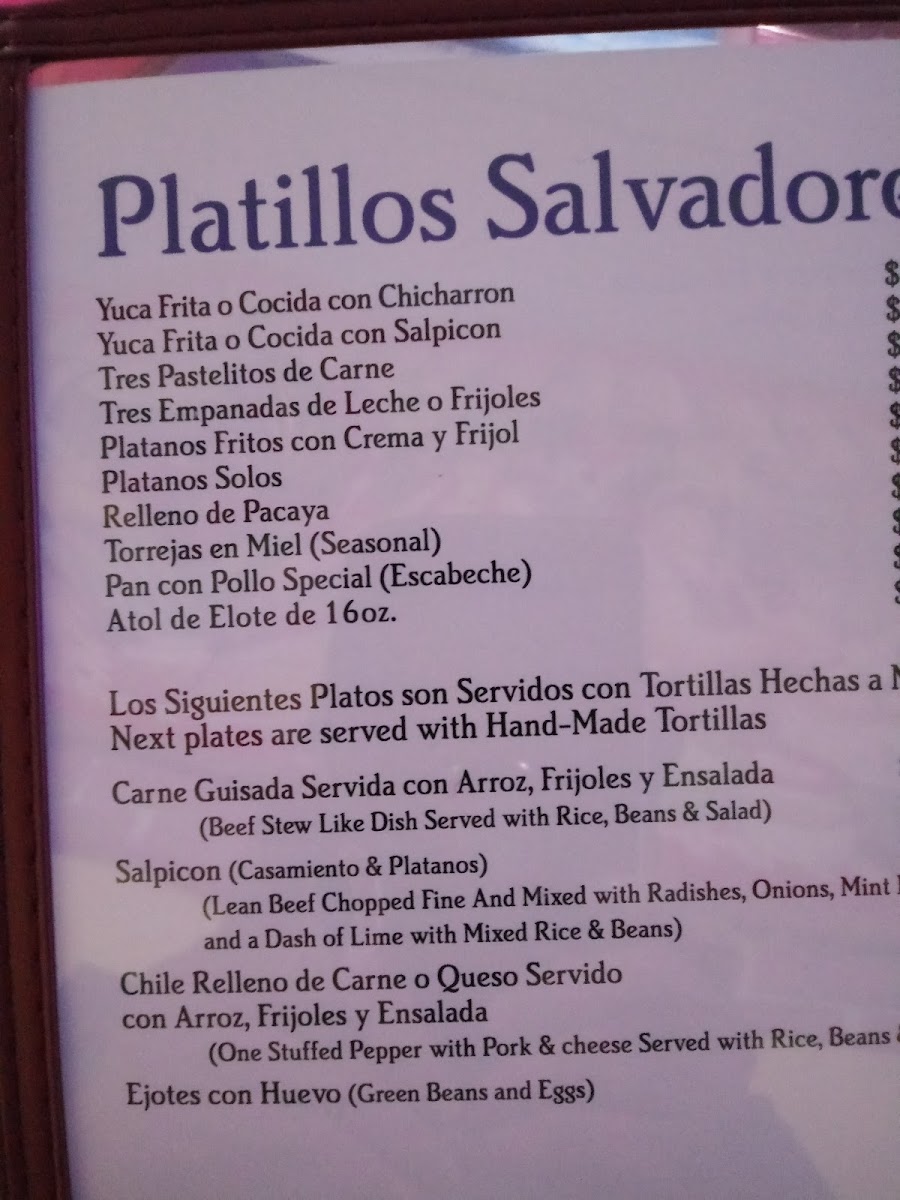 Platillos Salvador
Yuca Frita o Cocida con Chicharron $
Yuca Frita o Cocida con Salpicon $
Tres Pastelitos de Carne $
Tres Empanadas de Leche o Frijoles $
Platanos Fritos con Crema y Frijol $
Platanos Solos $
Relleno de Pacaya $
Torrejas en Miel (Seasonal) $
Pan con Pollo Special (Escabeche) $
Atol de Elote de 16oz. $
Los Siguientes Platos son Servidos con Tortillas Hechas a
Next plates are served with Hand-Made Tortillas
Carne Guisada Servida con Arroz, Frijoles y Ensalada
(Beef Stew Like Dish Served with Rice, Beans & Salad)
Salpicon (Casamiento & Platanos)
(Lean Beef Chopped Fine And Mixed with Radishes, Onions, Mint
and a Dash of Lime with Mixed Rice & Beans)
Chile Relleno de Carne o Queso Servido
con Arroz, Frijoles y Ensalada
(One Stuffed Pepper with Pork & cheese Served with Rice, Beans &
Ejotes con Huevo (Green Beans and Eggs)